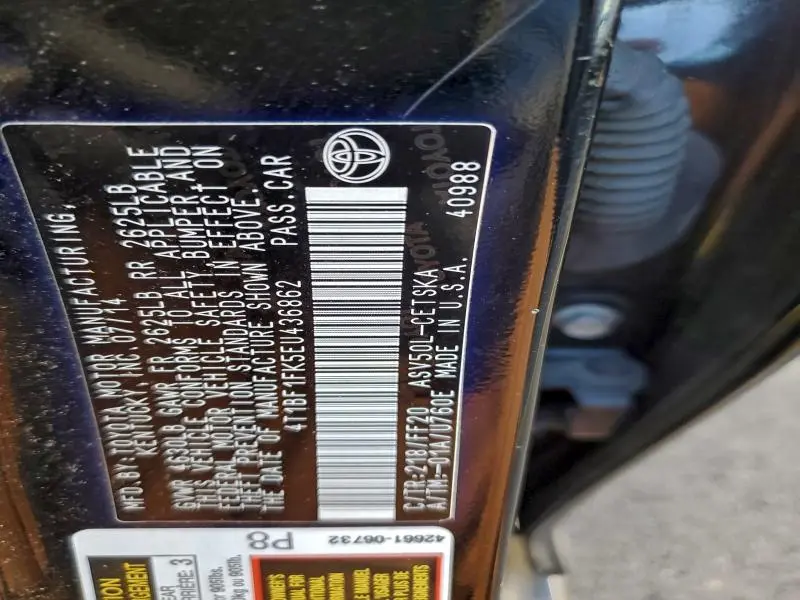 MFD.BY: TOYOTA MOTOR MANUFACTURING,
KENTUCKY, INC. 07/14
GVWR 4630LB GAWR FR 2625LB RR 2625LB
THIS VEHICLE CONFORMS TO ALL APPLICABLE
FEDERAL MOTOR VEHICLE SAFETY, BUMPER,AND
THEFT PREVENTION STANDARDS IN EFFECT ON
THE DATE OF MANUFACTURE SHOWN ABOVE.
4T1BF1FK5EU436862 PASS.CAR
C/TR:218/FF20 ASV50L-CETSKA
A/TM:-01A/U760E MADE IN U.S.A.
40988
P8
42661-06732